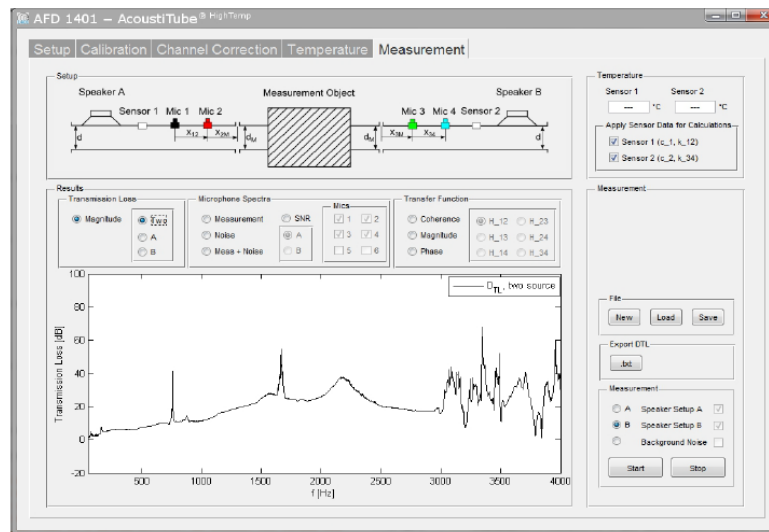 AFD 1401 – AcoustiTube® HighTemp
Setup Calibration Channel Correction Temperature Measurement
Setup
Speaker A
Measurement Object
Speaker B
Sensor 1 Mic 1 Mic 2
Mic 3 Mic 4 Sensor 2
d x12 x2M dM
dM x3M x34 d
Temperature
Sensor 1 Sensor 2
--- °C --- °C
Apply Sensor Data for Calculations
Sensor 1 (c_1, k_12)
Sensor 2 (c_2, k_34)
Results
Transmission Loss
Magnitude
Two
A
B
Microphone Spectra
Measurement
Noise
Meas + Noise
SNR
A
B
Mics
1 2
3 4
5 6
Transfer Function
Coherence
Magnitude
Phase
H_12 H_23
H_13 H_24
H_14 H_34
D_TL, two source
Transmission Loss [dB]
100
80
60
40
20
0
-20
500 1000 1500 2000 2500 3000 3500 4000
f [Hz]
Measurement
File
New Load Save
Export DTL
.txt
Measurement
A Speaker Setup A
B Speaker Setup B
Background Noise
Start Stop